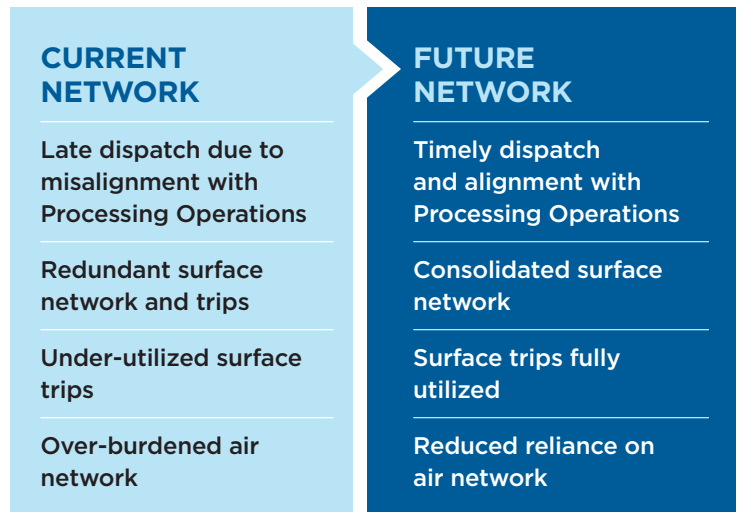 CURRENT
NETWORK
Late dispatch due to
misalignment with
Processing Operations
Redundant surface
network and trips
Under-utilized surface
trips
Over-burdened air
network
FUTURE
NETWORK
Timely dispatch
and alignment with
Processing Operations
Consolidated surface
network
Surface trips fully
utilized
Reduced reliance on
air network